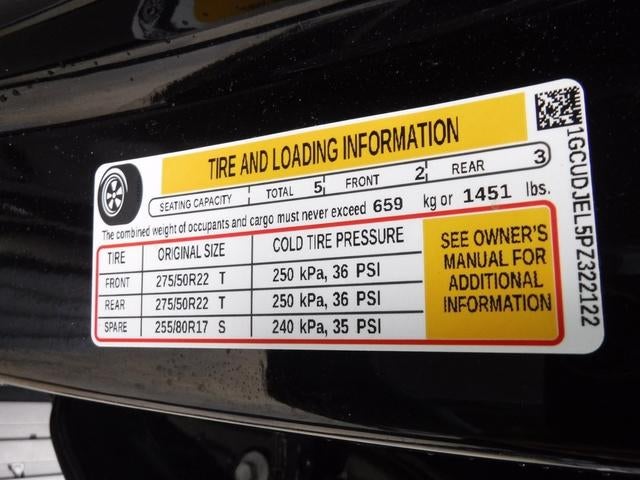 TIRE AND LOADING INFORMATION
SEATING CAPACITY TOTAL 5 FRONT 2 REAR 3
The combined weight of occupants and cargo must never exceed 659 kg or 1451 lbs.
TIRE ORIGINAL SIZE COLD TIRE PRESSURE
FRONT 275/50R22 T 250 kPa, 36 PSI
REAR 275/50R22 T 250 kPa, 36 PSI
SPARE 255/80R17 S 240 kPa, 35 PSI
SEE OWNER'S
MANUAL FOR
ADDITIONAL
INFORMATION
1GCUDJEL5PZ322122